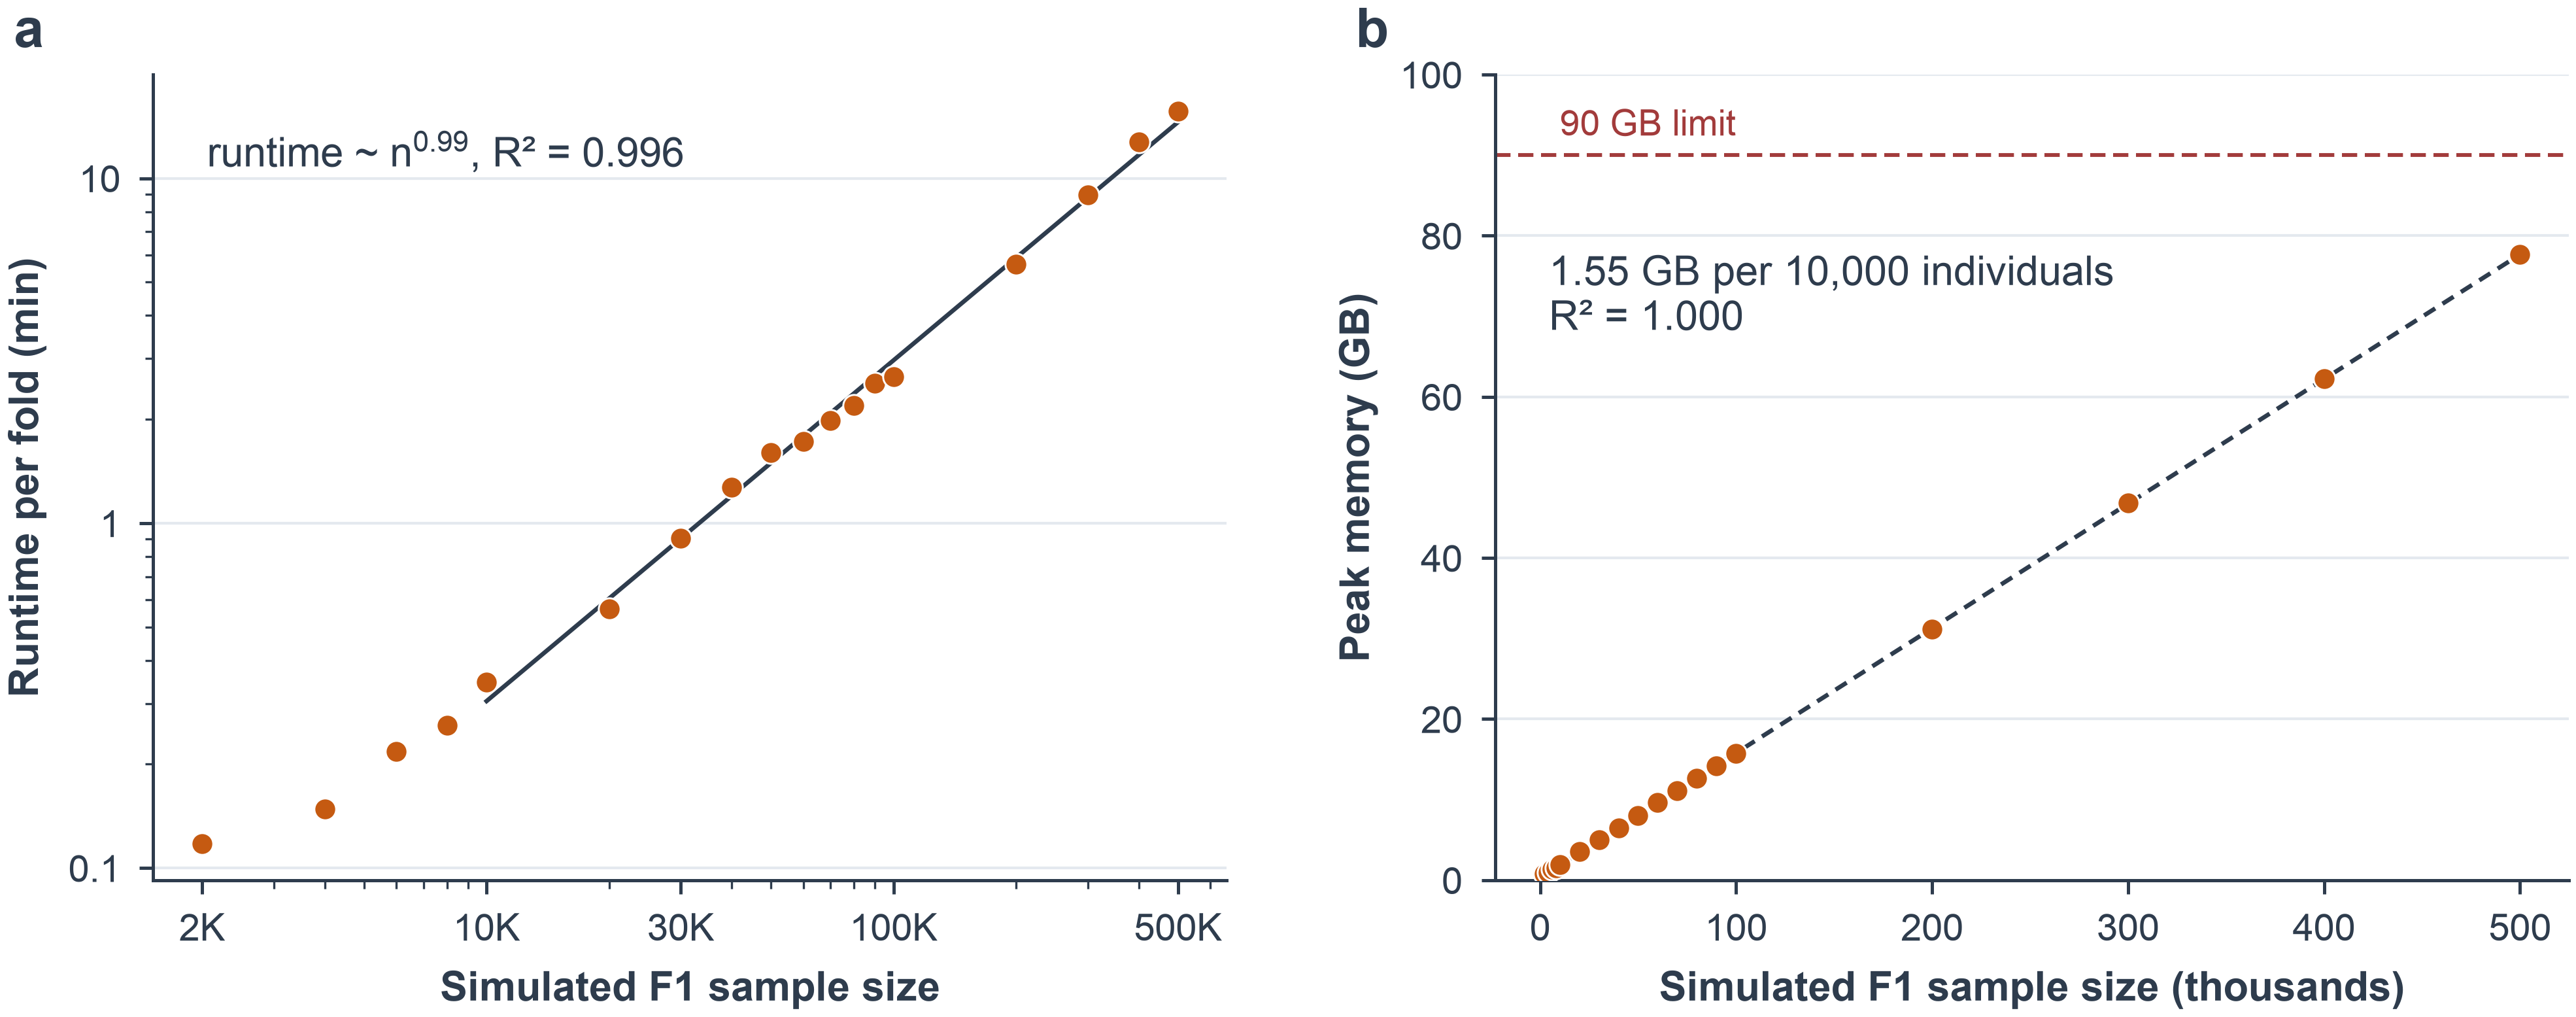 a
runtime ~ n^0.99, R² = 0.996
Runtime per fold (min)
10
1
0.1
2K 10K 30K 100K 500K
Simulated F1 sample size
b
90 GB limit
1.55 GB per 10,000 individuals
R² = 1.000
Peak memory (GB)
100
80
60
40
20
0
0 100 200 300 400 500
Simulated F1 sample size (thousands)